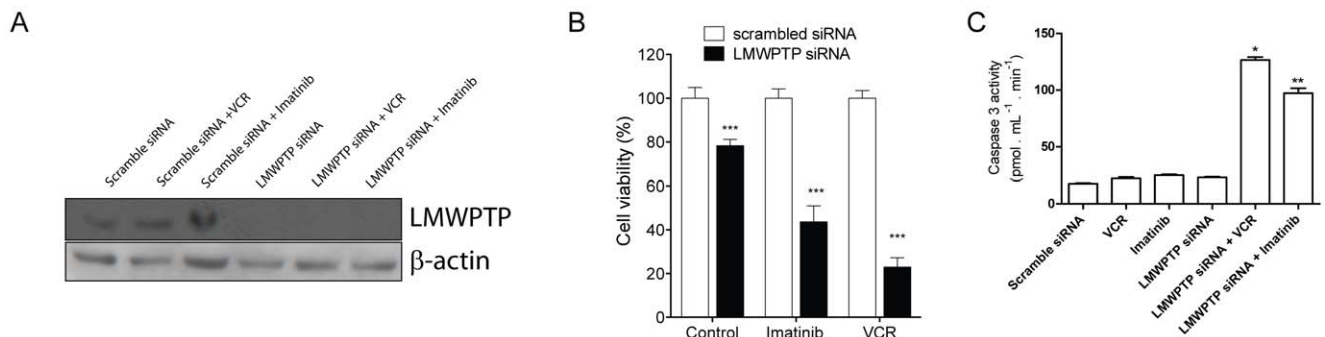 A
Scramble siRNA
Scramble siRNA +VCR
Scramble siRNA + Imatinib
LMWPTP siRNA
LMWPTP siRNA + VCR
LMWPTP siRNA + Imatinib
LMWPTP
β-actin
B
scrambled siRNA
LMWPTP siRNA
Cell viability (%)
120
100
80
60
40
20
0
***
***
***
Control
Imatinib
VCR
C
Caspase 3 activity
(pmol . mL⁻¹ . min⁻¹)
150
100
50
0
*
**
Scramble siRNA
VCR
Imatinib
LMWPTP siRNA
LMWPTP siRNA + VCR
LMWPTP siRNA + Imatinib